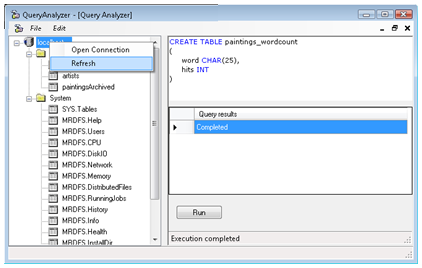 QueryAnalyzer - [Query Analyzer]
File Edit
Open Connection
Refresh
artists
paintingsArchived
System
SYS.Tables
MRDFS.Help
MRDFS.Users
MRDFS.CPU
MRDFS.DiskIO
MRDFS.Network
MRDFS.Memory
MRDFS.DistributedFiles
MRDFS.RunningJobs
MRDFS.History
MRDFS.Info
MRDFS.Health
MRDFS.InstallDir
CREATE TABLE paintings_wordcount
(
word CHAR(25),
hits INT
)
Query results
Completed
Run
Execution completed